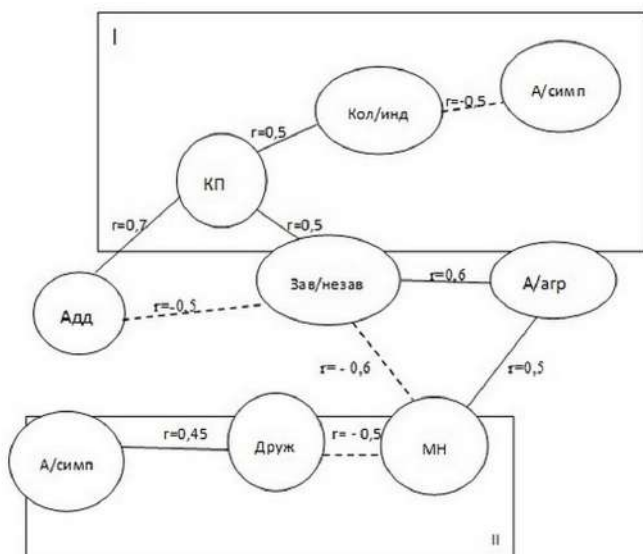 I
А/симп
r=-0,5
Кол/инд
r=0,5
КП
r=0,7
r=0,5
Зав/незав
r=0,6
А/агр
Адд
r=-0,5
r= - 0,6
r=0,5
А/симп
r=0,45
Друж
r= - 0,5
МН
II